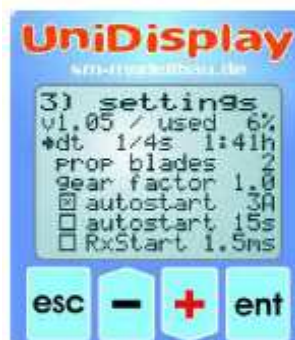 UniDisplay
sm-modellbau.de
3) settings
v1.05 / used 6%
dt 1/4s 1:41h
prop blades 2
gear factor 1.0
autostart 3A
autostart 15s
RxStart 1.5ms
esc - + ent